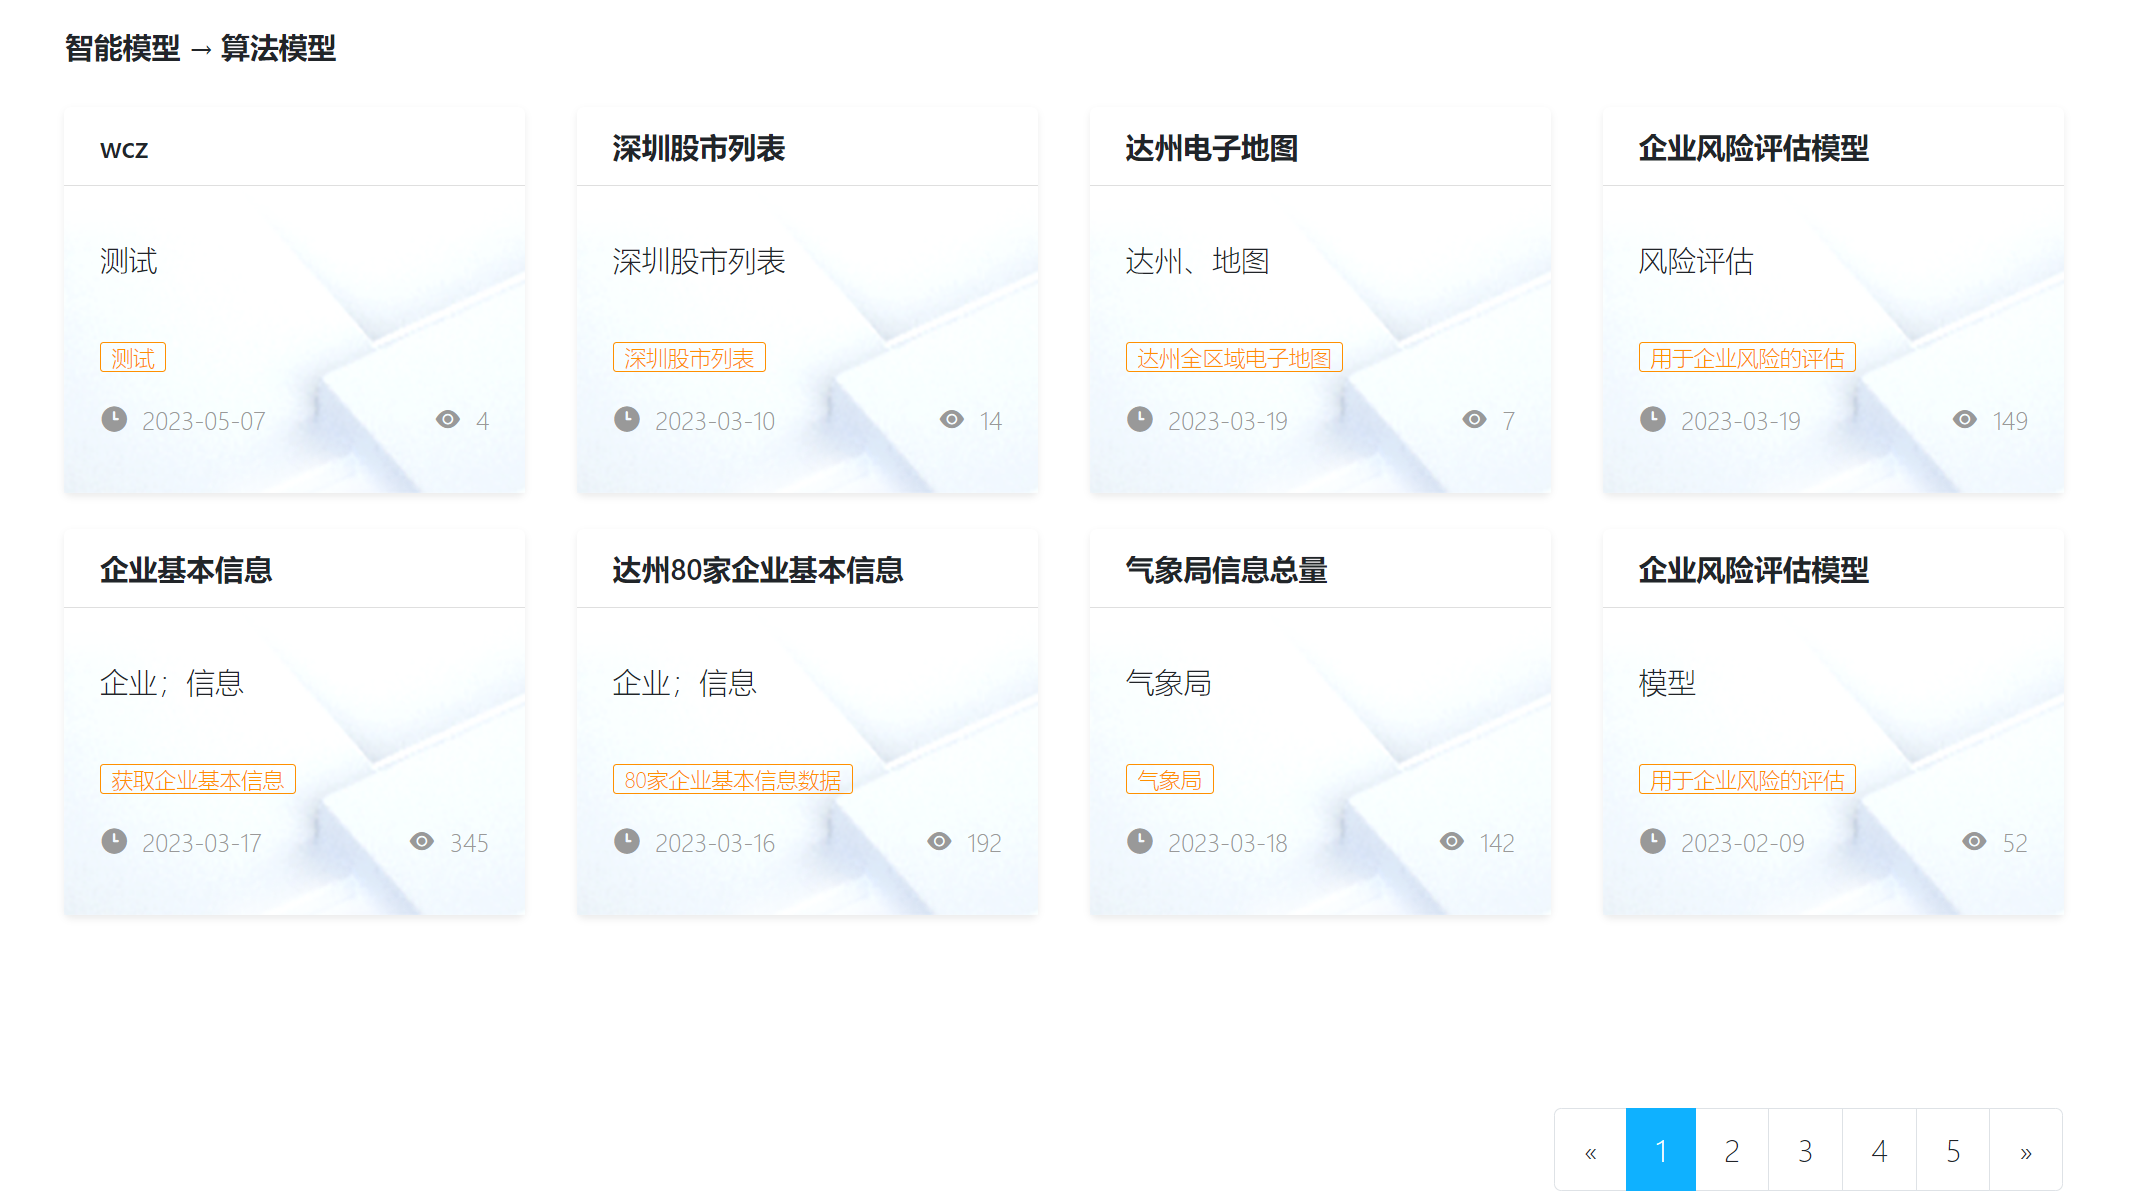 智能模型 → 算法模型
wcz
测试
测试
2023-05-07 4
深圳股市列表
深圳股市列表
深圳股市列表
2023-03-10 14
达州电子地图
达州、地图
达州全区域电子地图
2023-03-19 7
企业风险评估模型
风险评估
用于企业风险的评估
2023-03-19 149
企业基本信息
企业；信息
获取企业基本信息
2023-03-17 345
达州80家企业基本信息
企业；信息
80家企业基本信息数据
2023-03-16 192
气象局信息总量
气象局
气象局
2023-03-18 142
企业风险评估模型
模型
用于企业风险的评估
2023-02-09 52
« 1 2 3 4 5 »